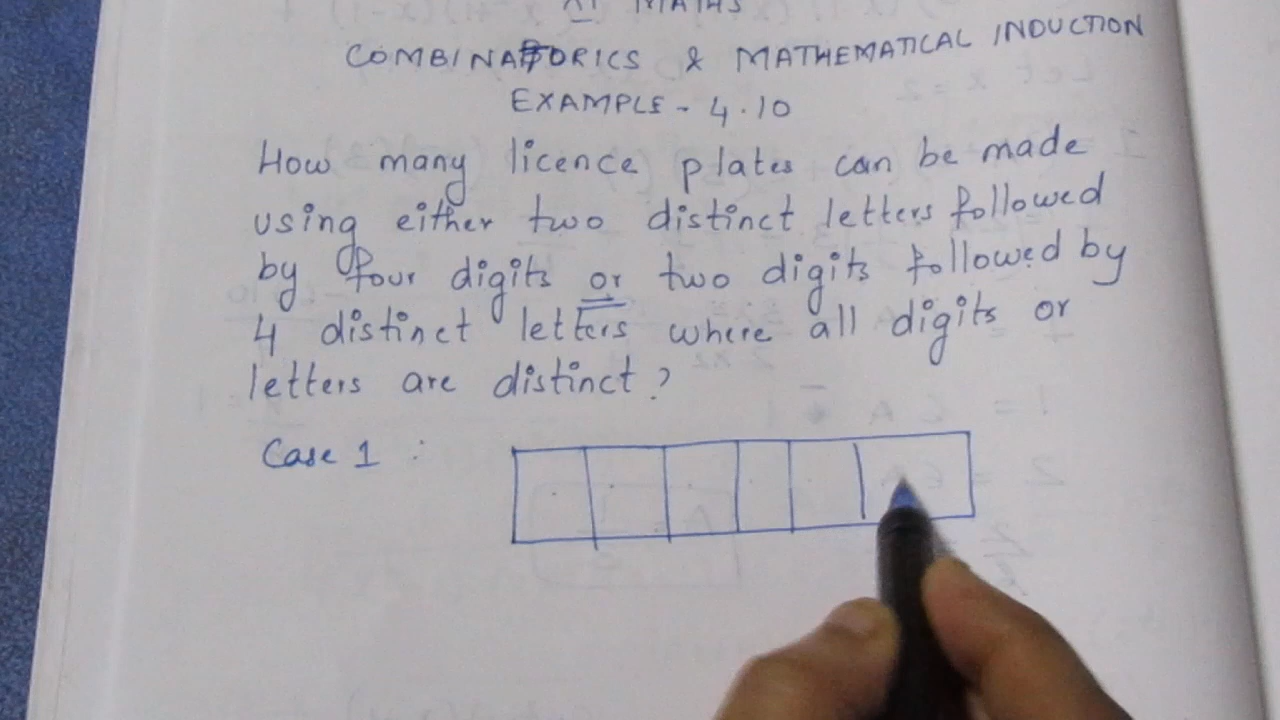 XI MATHS
COMBINATORICS & MATHEMATICAL INDUCTION
EXAMPLE - 4.10
How many licence plates can be made
using either two distinct letters followed
by four digits or two digits followed by
4 distinct letters where all digits or
letters are distinct?
Case 1 :